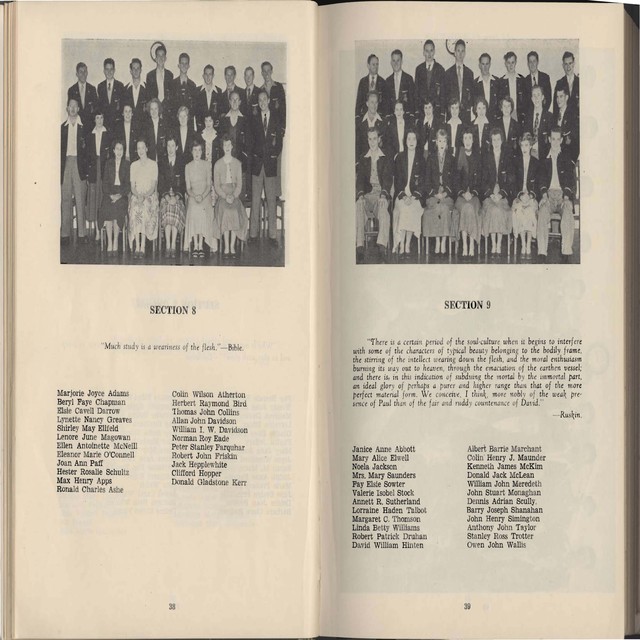 SECTION 8
"Much study is a weariness of the flesh."—Bible.
Marjorie Joyce Adams
Beryl Faye Chapman
Elsie Cavell Darrow
Lynette Nancy Greaves
Shirley May Ellfeld
Lenore June Magowan
Ellen Antoinette McNeill
Eleanor Marie O'Connell
Joan Ann Paff
Hester Rosalie Schultz
Max Henry Apps
Ronald Charles Ashe
Colin Wilson Atherton
Herbert Raymond Bird
Thomas John Collins
Allan John Davidson
William I. W. Davidson
Norman Roy Eade
Peter Stanley Farquhar
Robert John Friskin
Jack Hepplewhite
Clifford Hopper
Donald Gladstone Kerr
38
SECTION 9
"There is a certain period of the soul-culture when it begins to interfere
with some of the characters of typical beauty belonging to the bodily frame,
the stirring of the intellect wearing down the flesh, and the moral enthusiasm
burning its way out to heaven, through the emaciation of the earthen vessel;
and there is in this indication of subduing the mortal by the immortal part,
an ideal glory of perhaps a purer and higher range than that of the more
perfect material form. We conceive, I think, more nobly of the weak pre-
sence of Paul than of the fair and ruddy countenance of David."
—Ruskin.
Janice Anne Abbott
Mary Alice Elwell
Noela Jackson
Mrs. Mary Saunders
Fay Elsie Sowter
Valerie Isobel Stock
Annett R. Sutherland
Lorraine Haden Talbot
Margaret C. Thomson
Linda Betty Williams
Robert Patrick Drahan
David William Hinten
Albert Barrie Marchant
Colin Henry J. Maunder
Kenneth James McKim
Donald Jack McLean
William John Meredeth
John Stuart Monaghan
Dennis Adrian Scully.
Barry Joseph Shanahan
John Henry Simington
Anthony John Taylor
Stanley Ross Trotter
Owen John Wallis
39